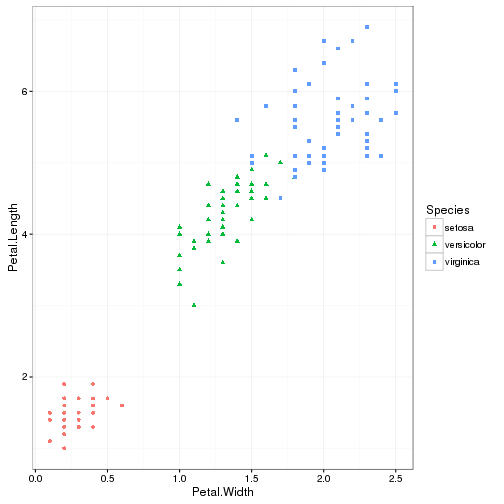 6
4
2
0.0 0.5 1.0 1.5 2.0 2.5
Petal.Width
Petal.Length
Species
setosa
versicolor
virginica